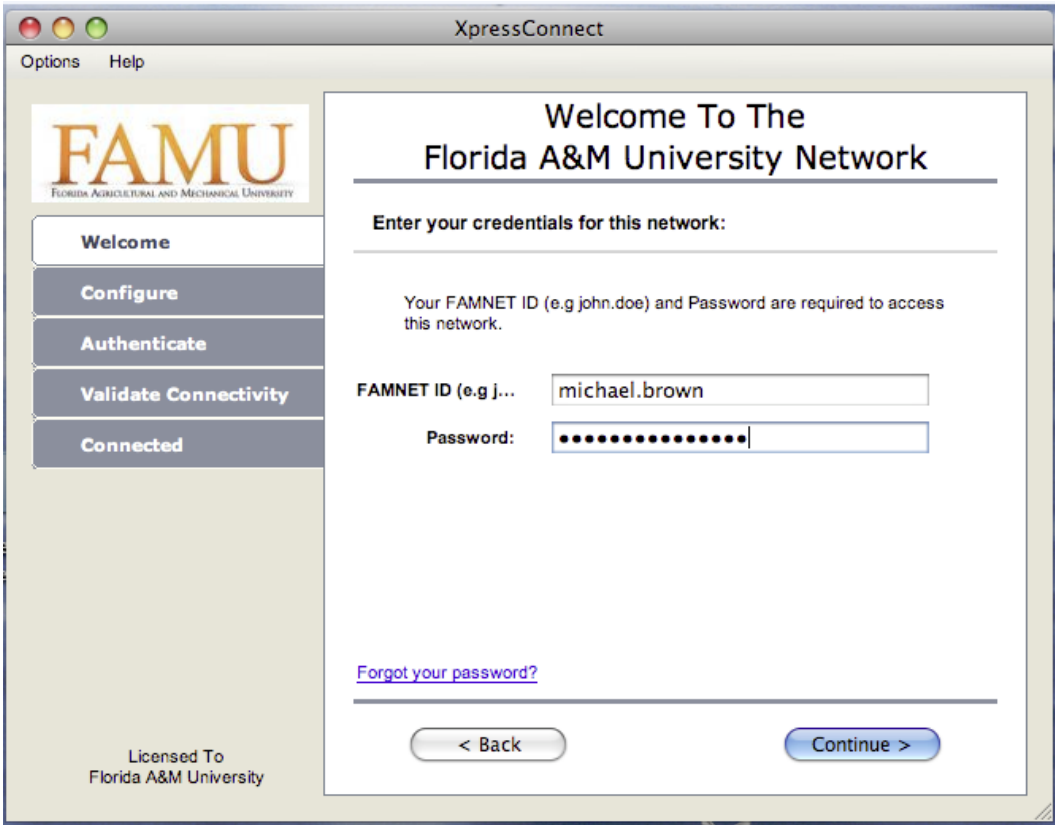 XpressConnect
Options Help
FAMU
FLORIDA AGRICULTURAL AND MECHANICAL UNIVERSITY
Welcome
Configure
Authenticate
Validate Connectivity
Connected
Licensed To
Florida A&M University
Welcome To The
Florida A&M University Network
Enter your credentials for this network:
Your FAMNET ID (e.g john.doe) and Password are required to access
this network.
FAMNET ID (e.g j... michael.brown
Password: •••••••••••••••
Forgot your password?
< Back Continue >